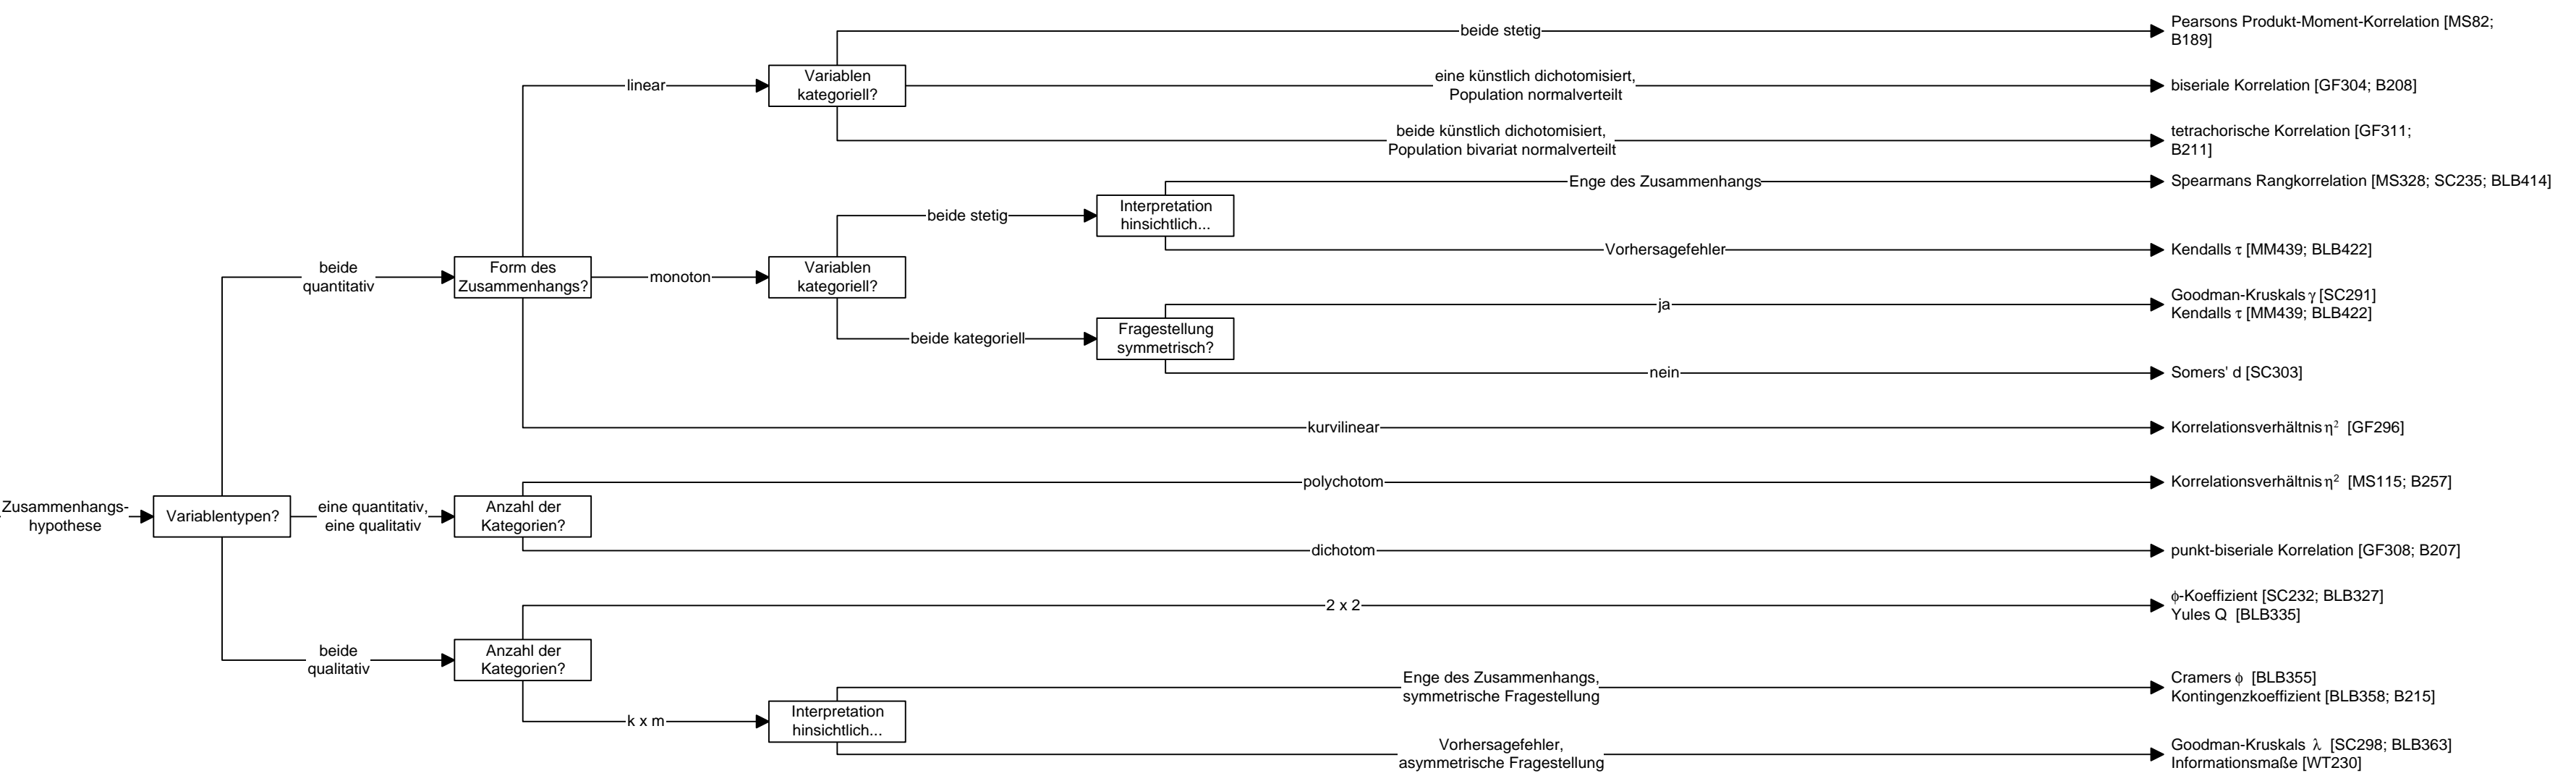 beide stetig
Pearsons Produkt-Moment-Korrelation [MS82;
B189]
linear
Variablen
kategoriell?
eine künstlich dichotomisiert,
Population normalverteilt
biseriale Korrelation [GF304; B208]
beide künstlich dichotomisiert,
Population bivariat normalverteilt
tetrachorische Korrelation [GF311;
B211]
Enge des Zusammenhangs
Spearmans Rangkorrelation [MS328; SC235; BLB414]
beide stetig
Interpretation
hinsichtlich...
Vorhersagefehler
Kendalls τ [MM439; BLB422]
beide
quantitativ
Form des
Zusammenhangs?
monoton
Variablen
kategoriell?
ja
Goodman-Kruskals γ [SC291]
Kendalls τ [MM439; BLB422]
beide kategoriell
Fragestellung
symmetrisch?
nein
Somers' d [SC303]
kurvilinear
Korrelationsverhältnis η² [GF296]
polychotom
Korrelationsverhältnis η² [MS115; B257]
Zusammenhangs-
hypothese
Variablentypen?
eine quantitativ,
eine qualitativ
Anzahl der
Kategorien?
dichotom
punkt-biseriale Korrelation [GF308; B207]
2 x 2
ϕ-Koeffizient [SC232; BLB327]
Yules Q [BLB335]
beide
qualitativ
Anzahl der
Kategorien?
Enge des Zusammenhangs,
symmetrische Fragestellung
Cramers ϕ [BLB355]
Kontingenzkoeffizient [BLB358; B215]
k x m
Interpretation
hinsichtlich...
Vorhersagefehler,
asymmetrische Fragestellung
Goodman-Kruskals λ [SC298; BLB363]
Informationsmaße [WT230]